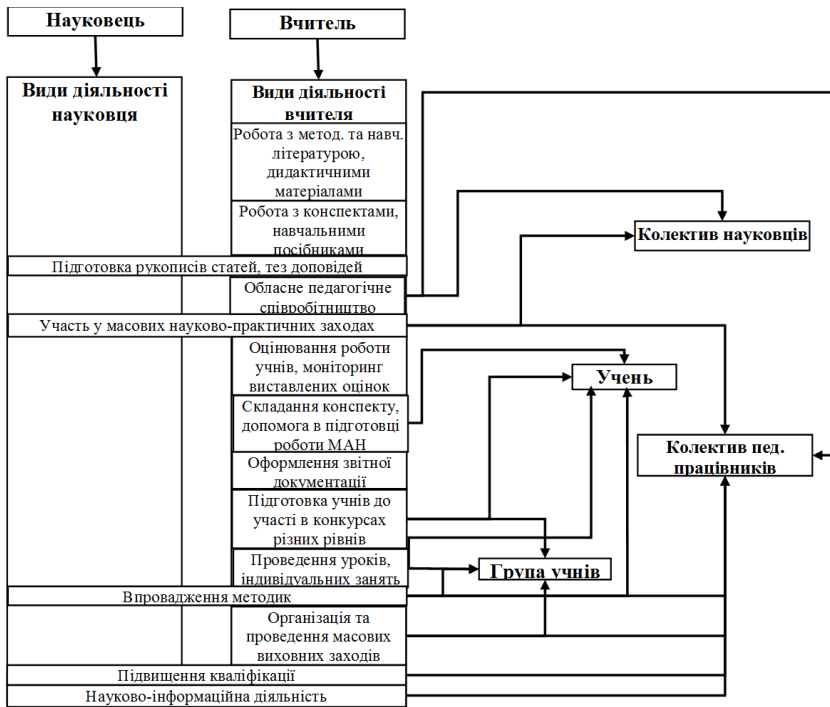 Науковець
Вчитель
Види діяльності
науковця
Види діяльності
вчителя
Робота з метод. та навч.
літературою,
дидактичними
матеріалами
Робота з конспектами,
навчальними
посібниками
Колектив науковців
Підготовка рукописів статей, тез доповідей
Обласне педагогічне
співробітництво
Участь у масових науково-практичних заходах
Оцінювання роботи
учнів, моніторинг
виставлених оцінок
Учень
Складання конспекту,
допомога в підготовці
роботи МАН
Колектив пед.
працівників
Оформлення звітної
документації
Підготовка учнів до
участі в конкурсах
різних рівнів
Проведення уроків,
індивідуальних занять
Група учнів
Впровадження методик
Організація та
проведення масових
виховних заходів
Підвищення кваліфікації
Науково-інформаційна діяльність